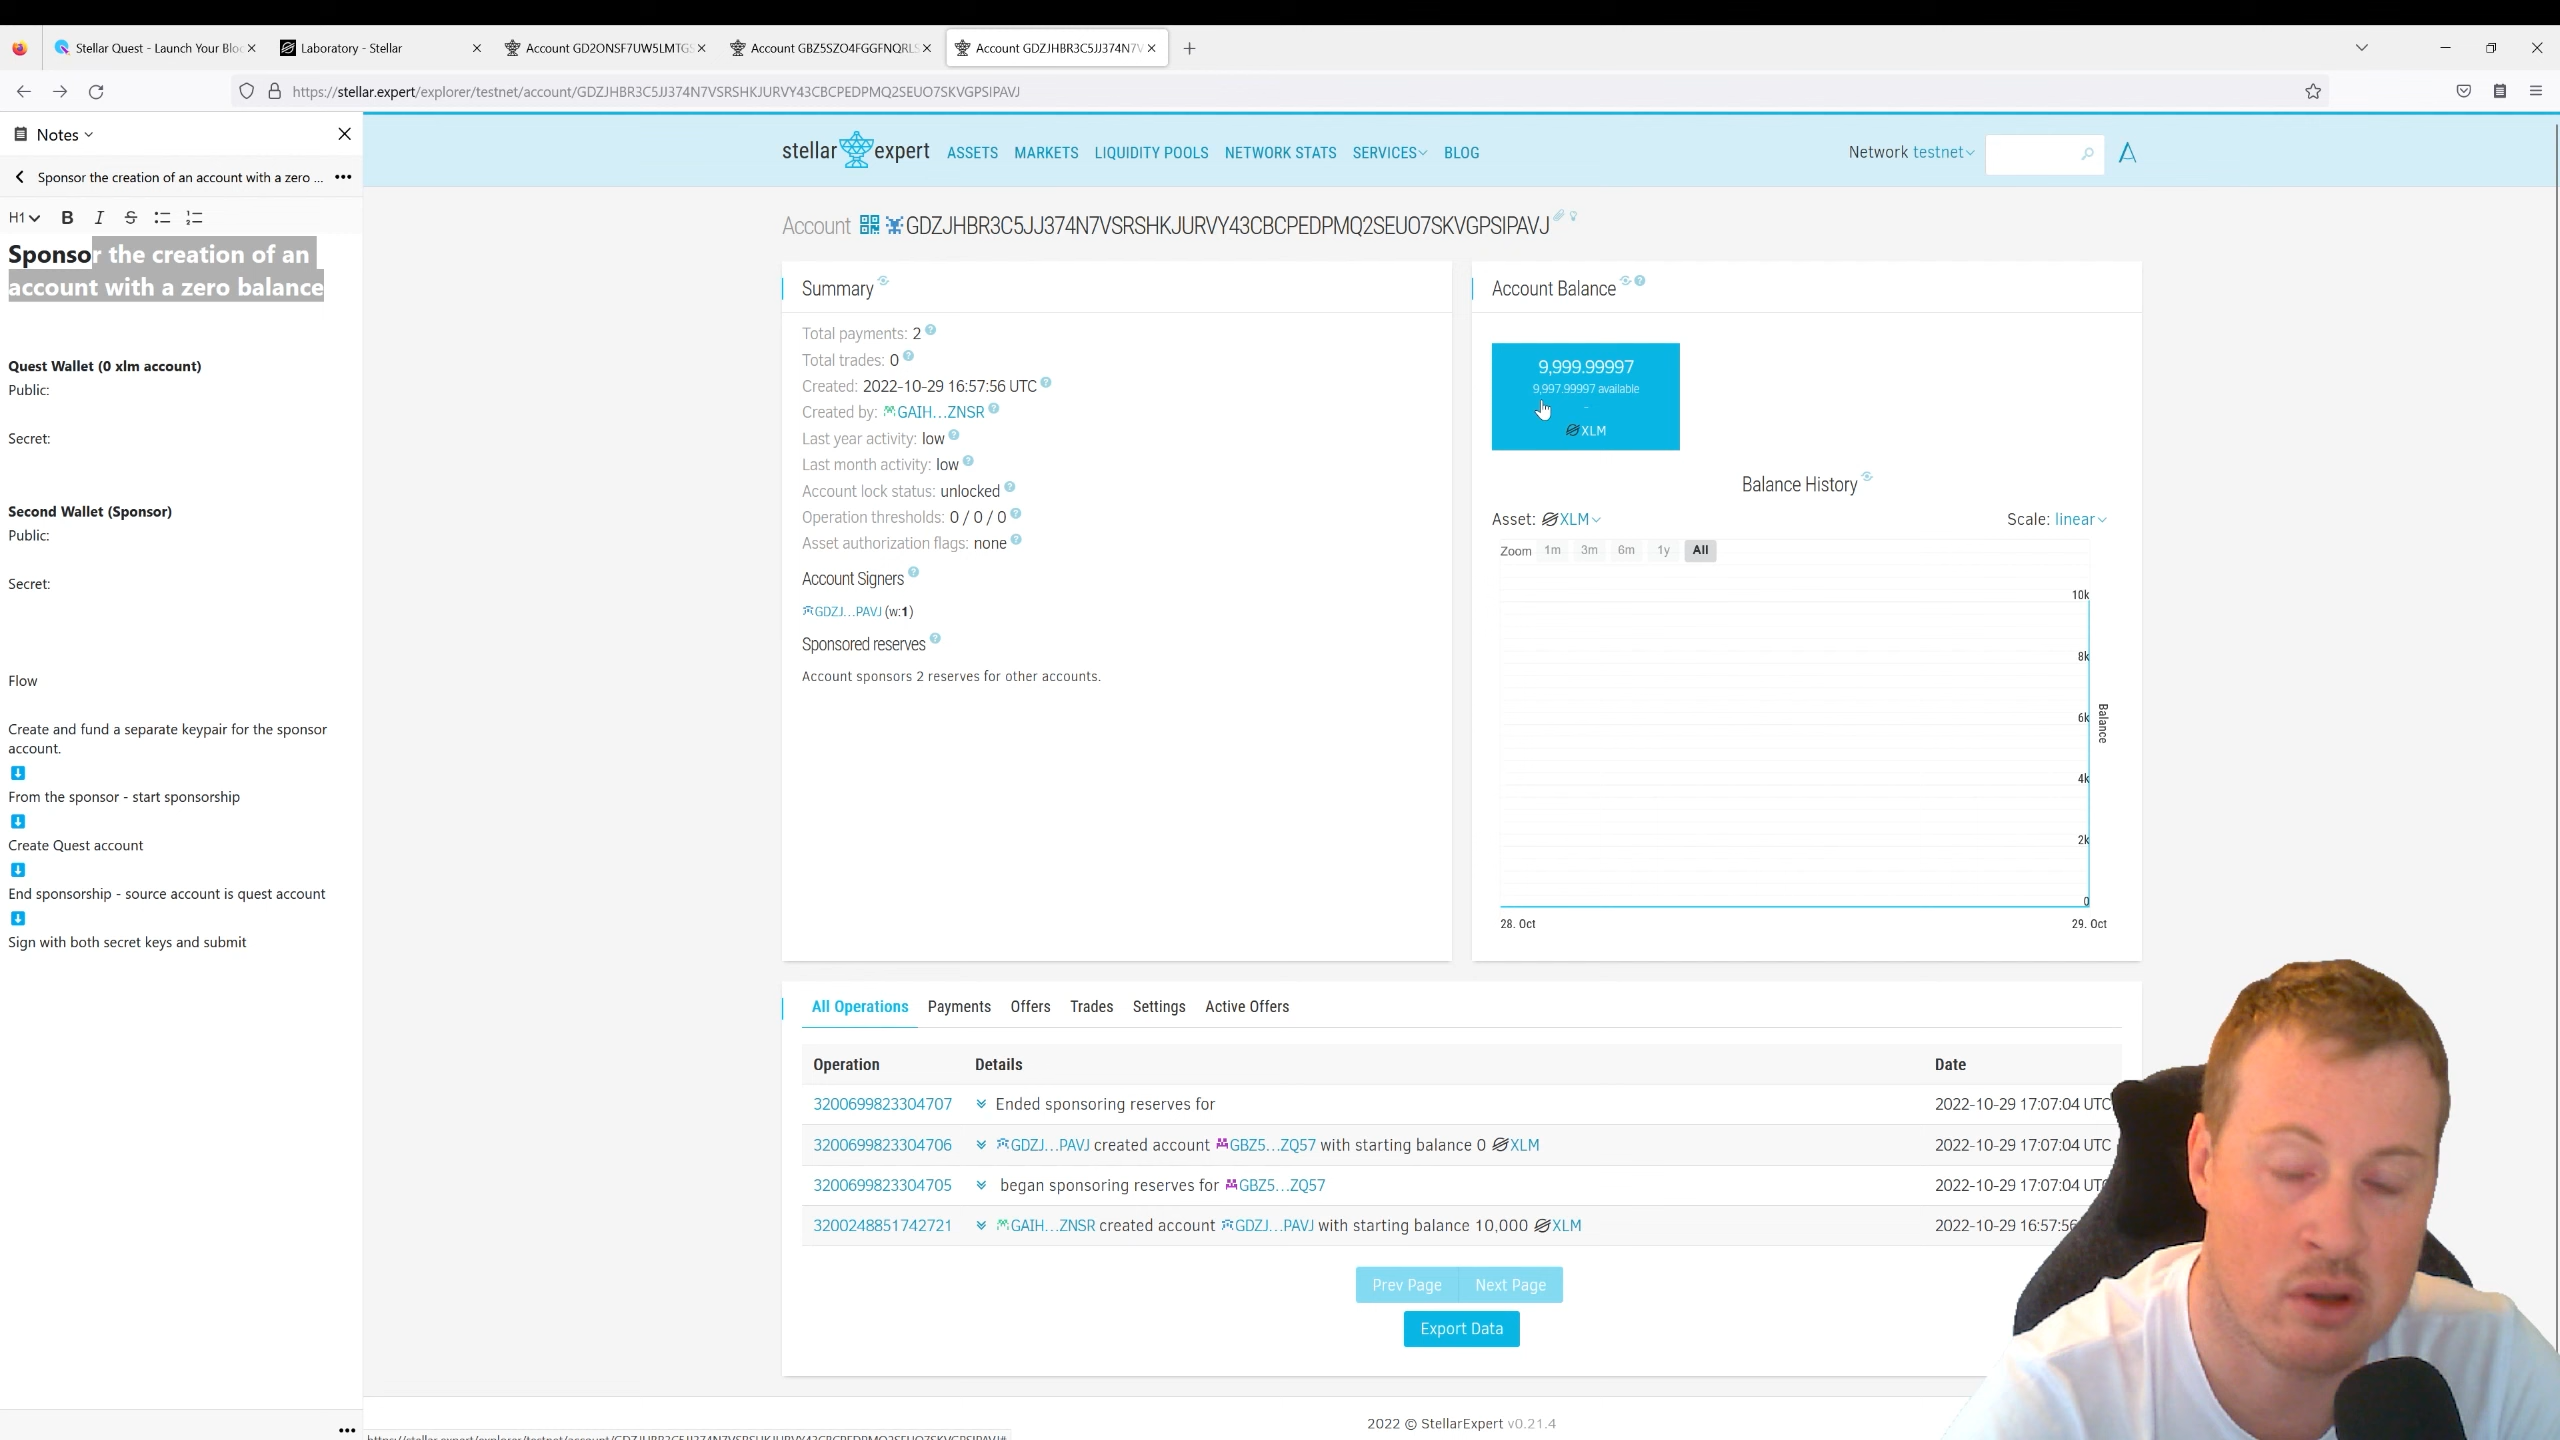 Stellar Quest - Launch Your Bloc
Laboratory - Stellar
Account GD2ONSF7UW5LMTGS
Account GBZ5SZO4FGGFNQRLS
Account GDZJHBR3C5JJ374N7V
https://stellar.expert/explorer/testnet/account/GDZJHBR3C5JJ374N7VSRSHKJURVY43CBCPEDPMQ2SEUO7SKVGPSIPAVJ
Notes
Sponsor the creation of an account with a zero ...
H1 B I S
Sponsor the creation of an
account with a zero balance
Quest Wallet (0 xlm account)
Public:
Secret:
Second Wallet (Sponsor)
Public:
Secret:
Flow
Create and fund a separate keypair for the sponsor
account.
From the sponsor - start sponsorship
Create Quest account
End sponsorship - source account is quest account
Sign with both secret keys and submit
stellar expert ASSETS MARKETS LIQUIDITY POOLS NETWORK STATS SERVICES BLOG
Network testnet
Account GDZJHBR3C5JJ374N7VSRSHKJURVY43CBCPEDPMQ2SEUO7SKVGPSIPAVJ
Summary
Total payments: 2
Total trades: 0
Created: 2022-10-29 16:57:56 UTC
Created by: GAIH…ZNSR
Last year activity: low
Last month activity: low
Account lock status: unlocked
Operation thresholds: 0 / 0 / 0
Asset authorization flags: none
Account Signers
GDZJ…PAVJ (w:1)
Sponsored reserves
Account sponsors 2 reserves for other accounts.
Account Balance
9,999.99997
9,997.99997 available
-
XLM
Balance History
Asset: XLM
Scale: linear
Zoom 1m 3m 6m 1y All
10k
8k
6k
4k
2k
0
Balance
28. Oct
29. Oct
All Operations Payments Offers Trades Settings Active Offers
Operation Details Date
3200699823304707 Ended sponsoring reserves for 2022-10-29 17:07:04 UTC
3200699823304706 GDZJ…PAVJ created account GBZ5…ZQ57 with starting balance 0 XLM 2022-10-29 17:07:04 UTC
3200699823304705 began sponsoring reserves for GBZ5…ZQ57 2022-10-29 17:07:04 UTC
3200248851742721 GAIH…ZNSR created account GDZJ…PAVJ with starting balance 10,000 XLM 2022-10-29 16:57:56
Prev Page Next Page
Export Data
2022 © StellarExpert v0.21.4